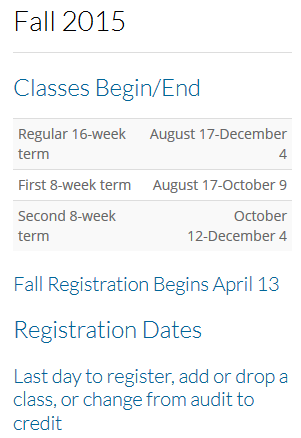 Fall 2015
Classes Begin/End
Regular 16-week August 17-December
term 4
First 8-week term August 17-October 9
Second 8-week October
term 12-December 4
Fall Registration Begins April 13
Registration Dates
Last day to register, add or drop a
class, or change from audit to
credit